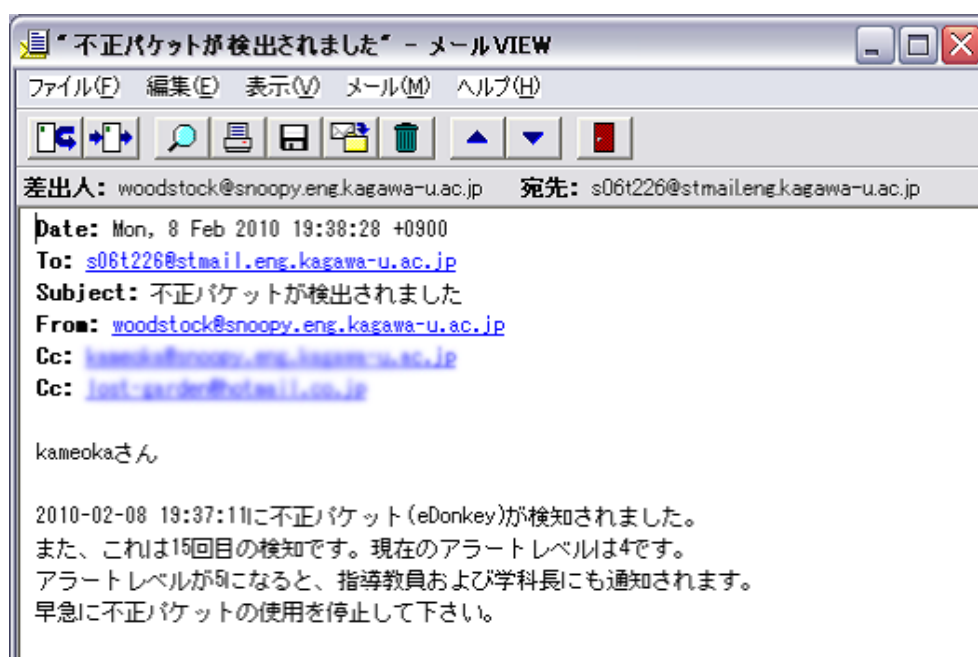 “不正パケットが検出されました” - メールVIEW
ファイル(F) 編集(E) 表示(V) メール(M) ヘルプ(H)
差出人: woodstock@snoopy.eng.kagawa-u.ac.jp 宛先: s06t226@stmail.eng.kagawa-u.ac.jp
Date: Mon, 8 Feb 2010 19:38:28 +0900
To: s06t226@stmail.eng.kagawa-u.ac.jp
Subject: 不正パケットが検出されました
From: woodstock@snoopy.eng.kagawa-u.ac.jp
Cc:
Cc:
kameokaさん
2010-02-08 19:37:11に不正パケット(eDonkey)が検知されました。
また、これは15回目の検知です。現在のアラートレベルは4です。
アラートレベルが5になると、指導教員および学科長にも通知されます。
早急に不正パケットの使用を停止して下さい。